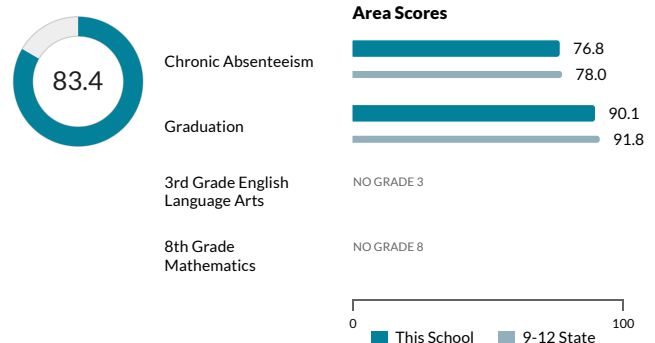 Area Scores
83.4
Chronic Absenteeism
76.8
78.0
Graduation
90.1
91.8
3rd Grade English
Language Arts
NO GRADE 3
8th Grade
Mathematics
NO GRADE 8
0
100
This School
9-12 State